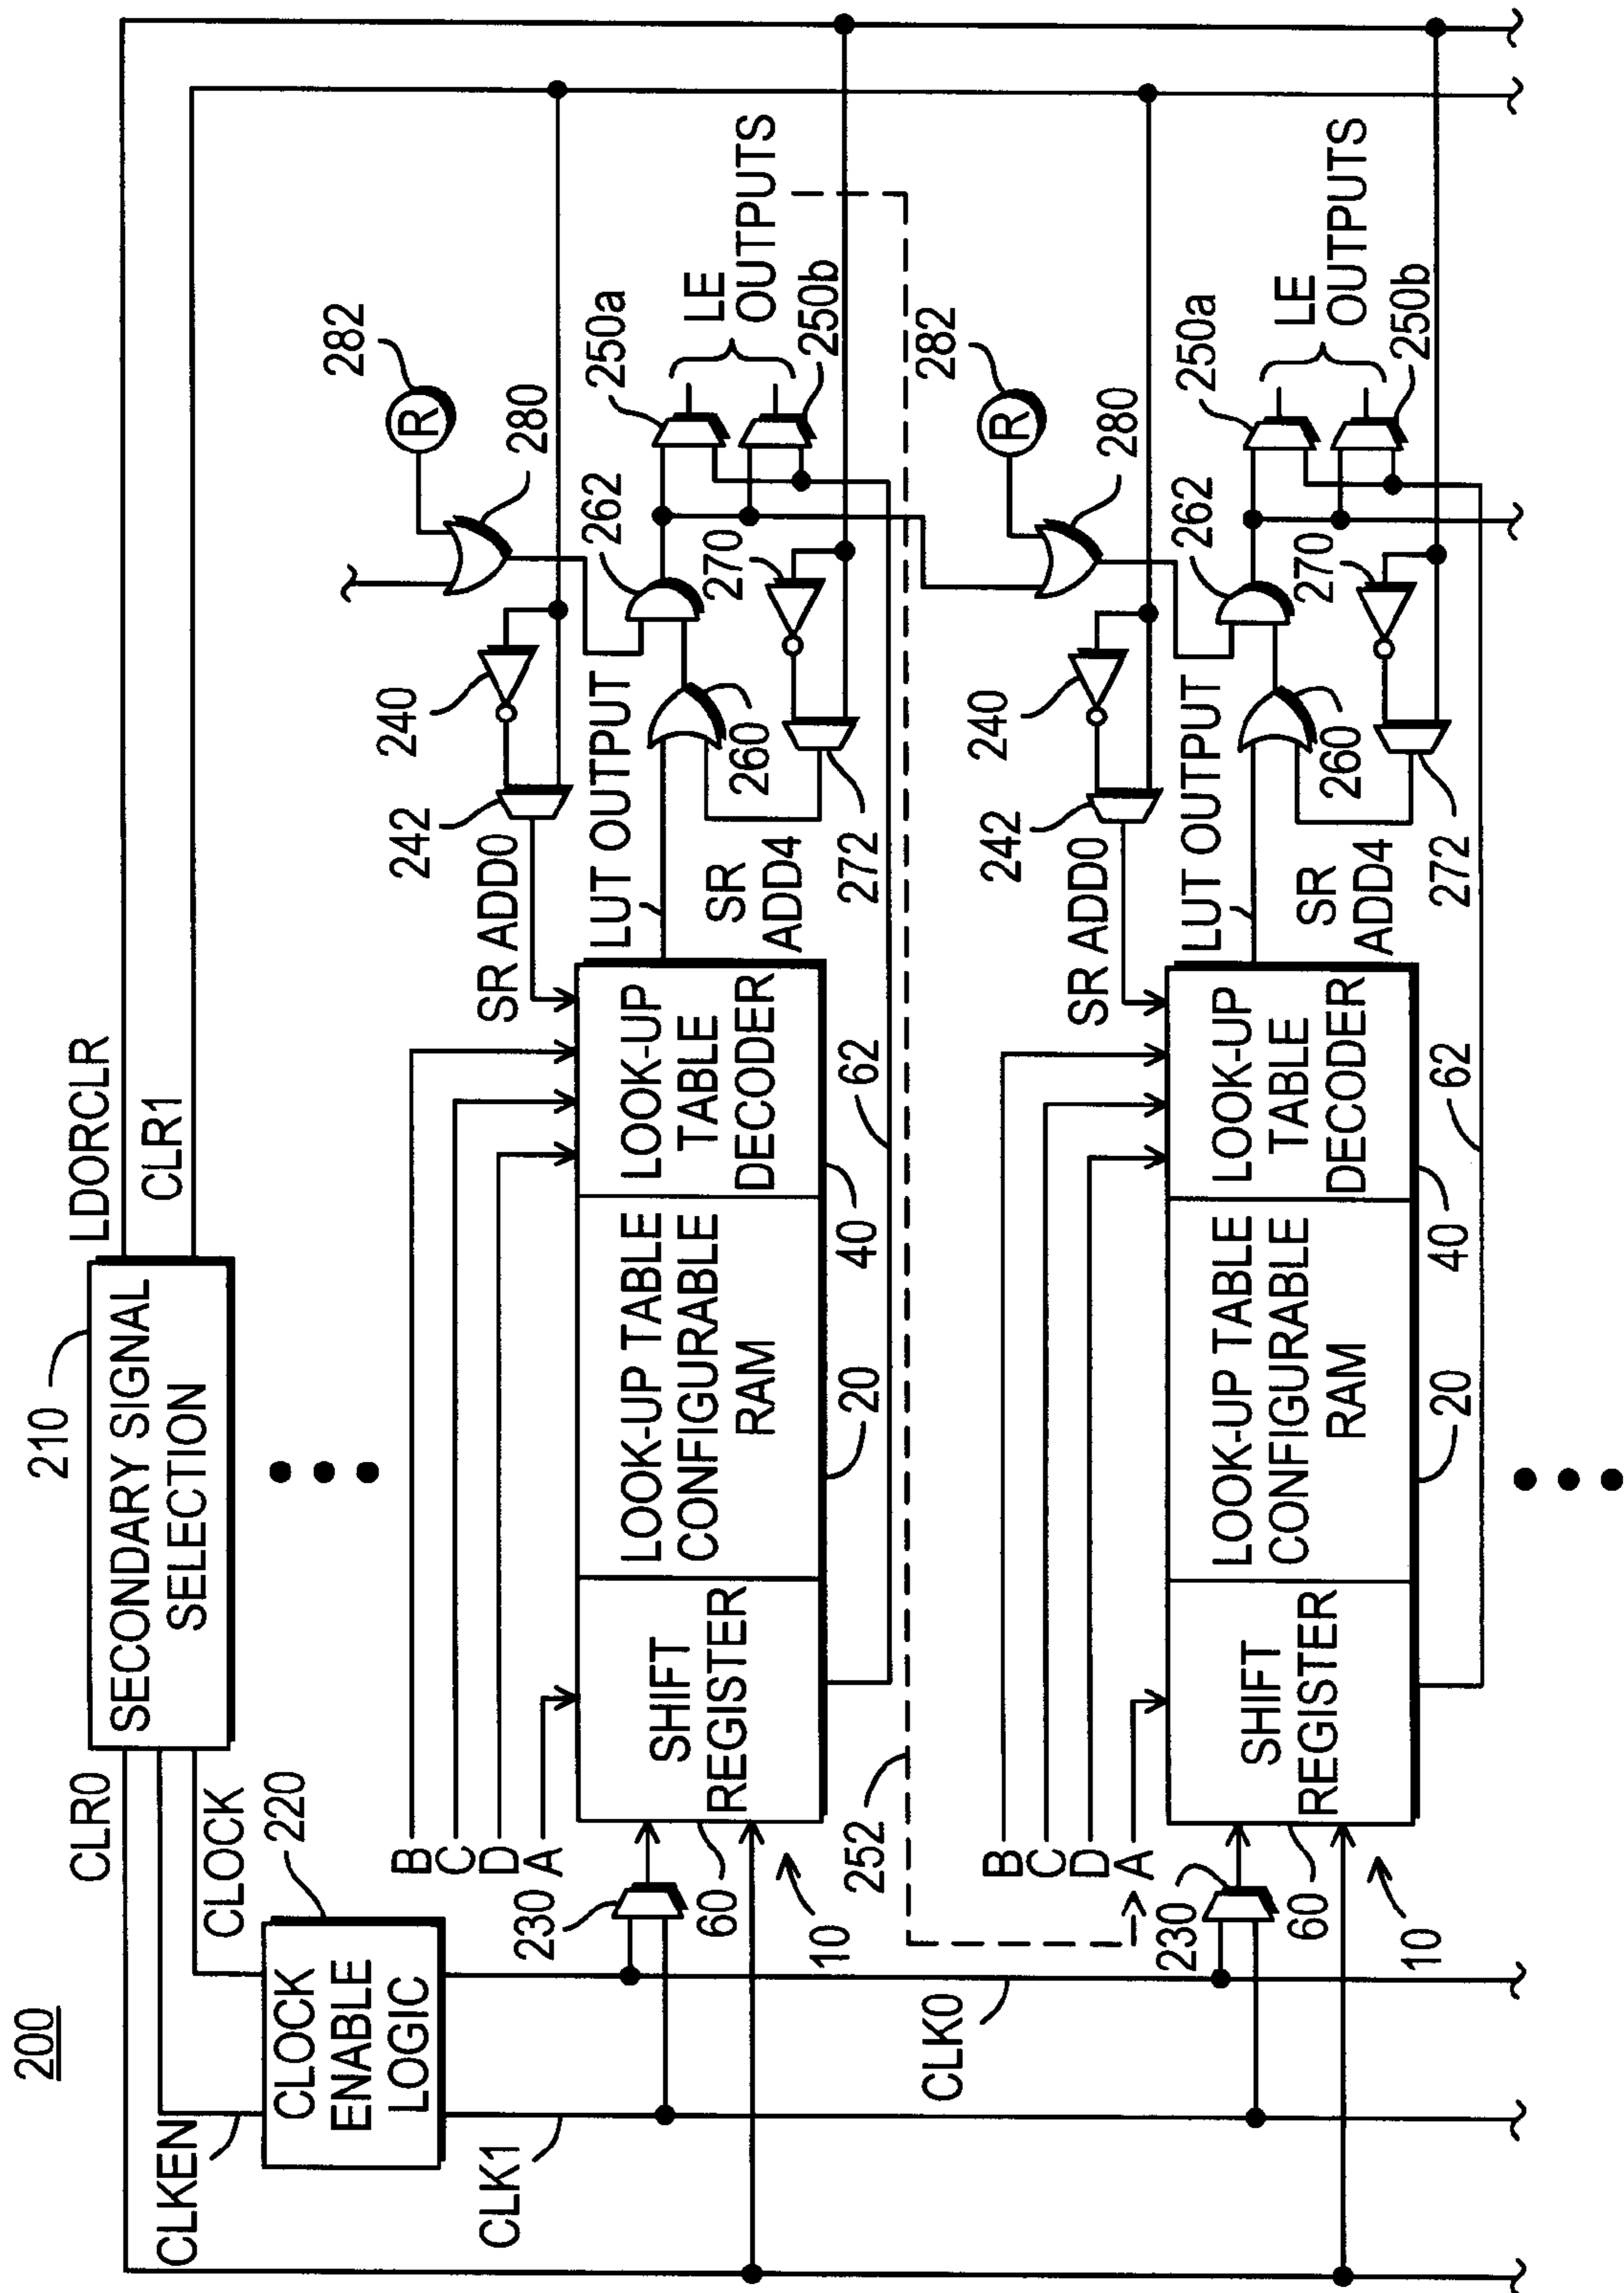 200
210
SECONDARY SIGNAL
SELECTION
CLR0
CLKEN
CLOCK
LDORCLR
CLR1
220
CLOCK
ENABLE
LOGIC
CLK1
CLK0
B
C
D
A
230
60
10
SHIFT
REGISTER
LOOK-UP TABLE
CONFIGURABLE
RAM
20
LOOK-UP
TABLE
DECODER
40
62
SR ADD0
242
240
LUT OUTPUT
SR
ADD4
260
272
270
262
280
282
R
250a
250b
LE
OUTPUTS
252
B
C
D
A
230
60
10
SHIFT
REGISTER
LOOK-UP TABLE
CONFIGURABLE
RAM
20
LOOK-UP
TABLE
DECODER
40
62
SR ADD0
242
240
LUT OUTPUT
SR
ADD4
260
272
270
262
280
282
R
250a
250b
LE
OUTPUTS